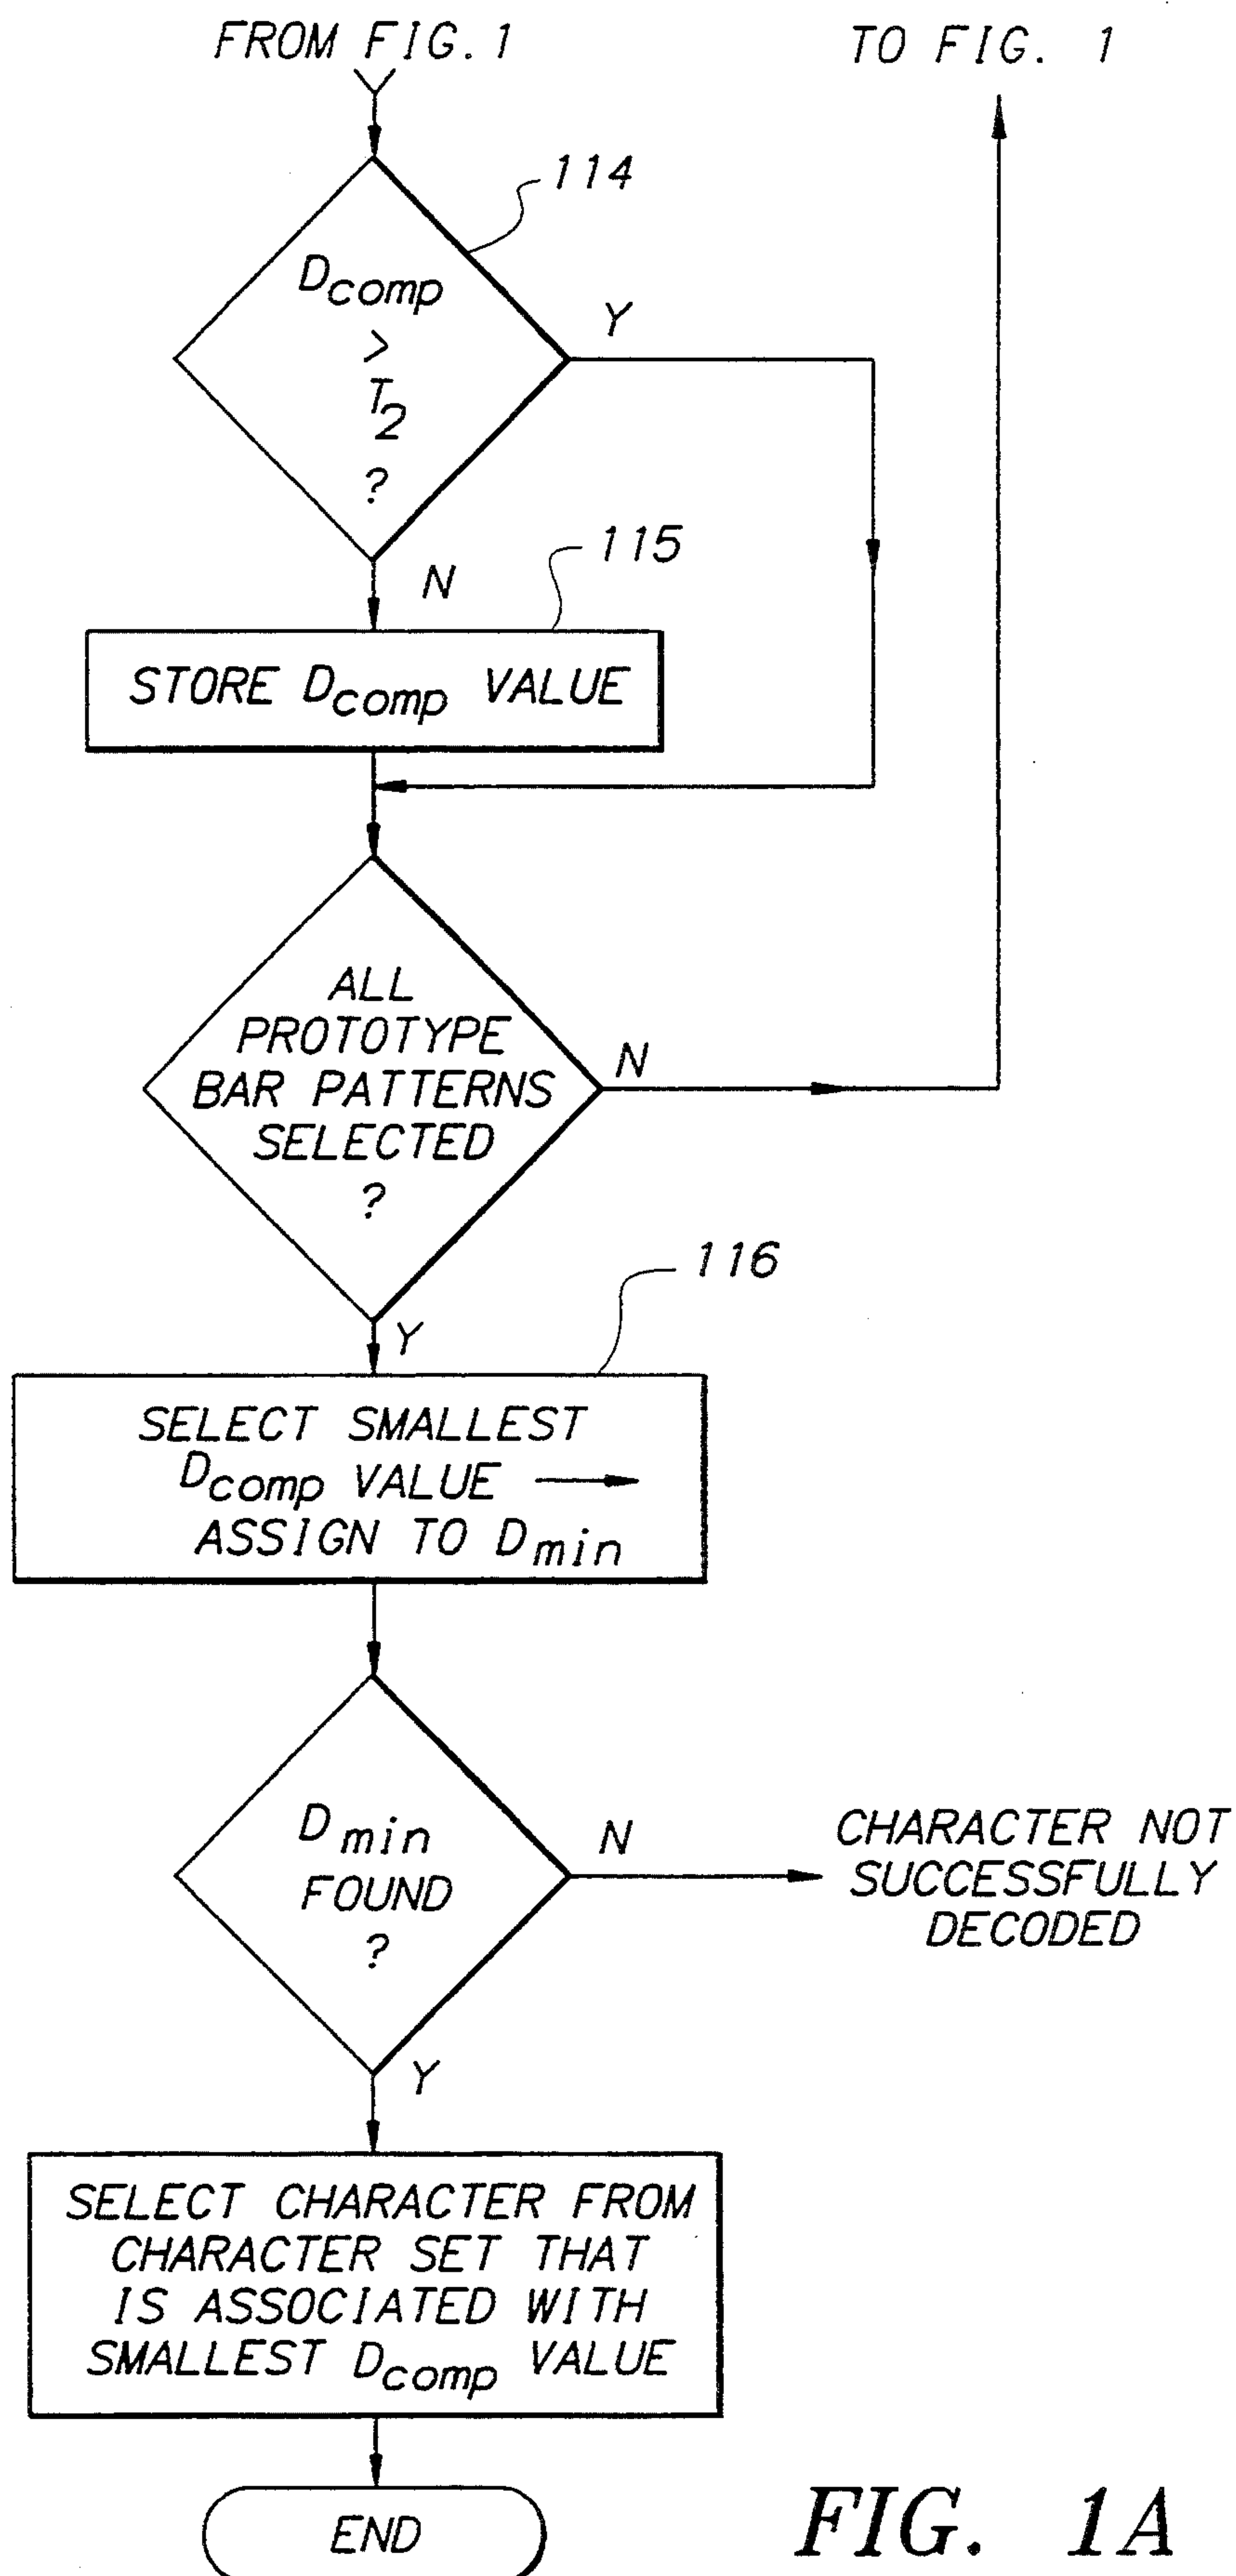 FROM FIG. 1
TO FIG. 1
114
Dcomp
>
T2
?
Y
N
115
STORE Dcomp VALUE
ALL
PROTOTYPE
BAR PATTERNS
SELECTED
?
N
Y
116
SELECT SMALLEST
Dcomp VALUE →
ASSIGN TO Dmin
Dmin
FOUND
?
N
CHARACTER NOT
SUCCESSFULLY
DECODED
Y
SELECT CHARACTER FROM
CHARACTER SET THAT
IS ASSOCIATED WITH
SMALLEST Dcomp VALUE
END
FIG. 1A